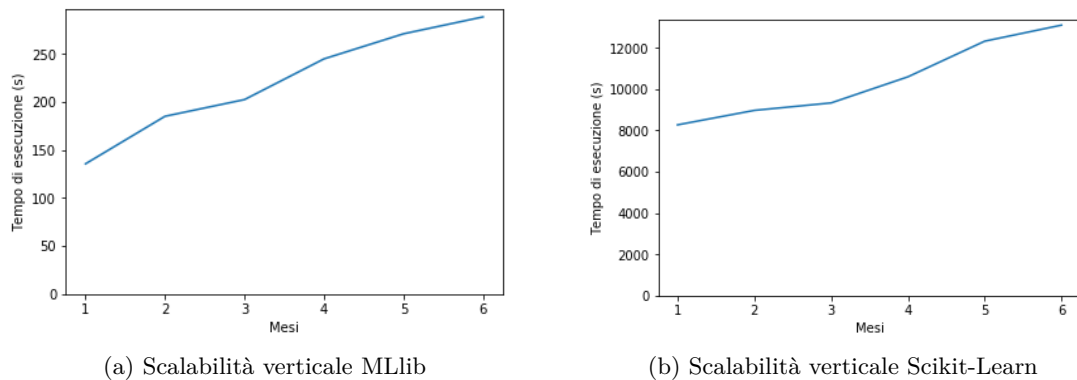 250
200
150
100
50
0
Tempo di esecuzione (s)
1 2 3 4 5 6
Mesi
(a) Scalabilità verticale MLlib
12000
10000
8000
6000
4000
2000
0
Tempo di esecuzione (s)
1 2 3 4 5 6
Mesi
(b) Scalabilità verticale Scikit-Learn